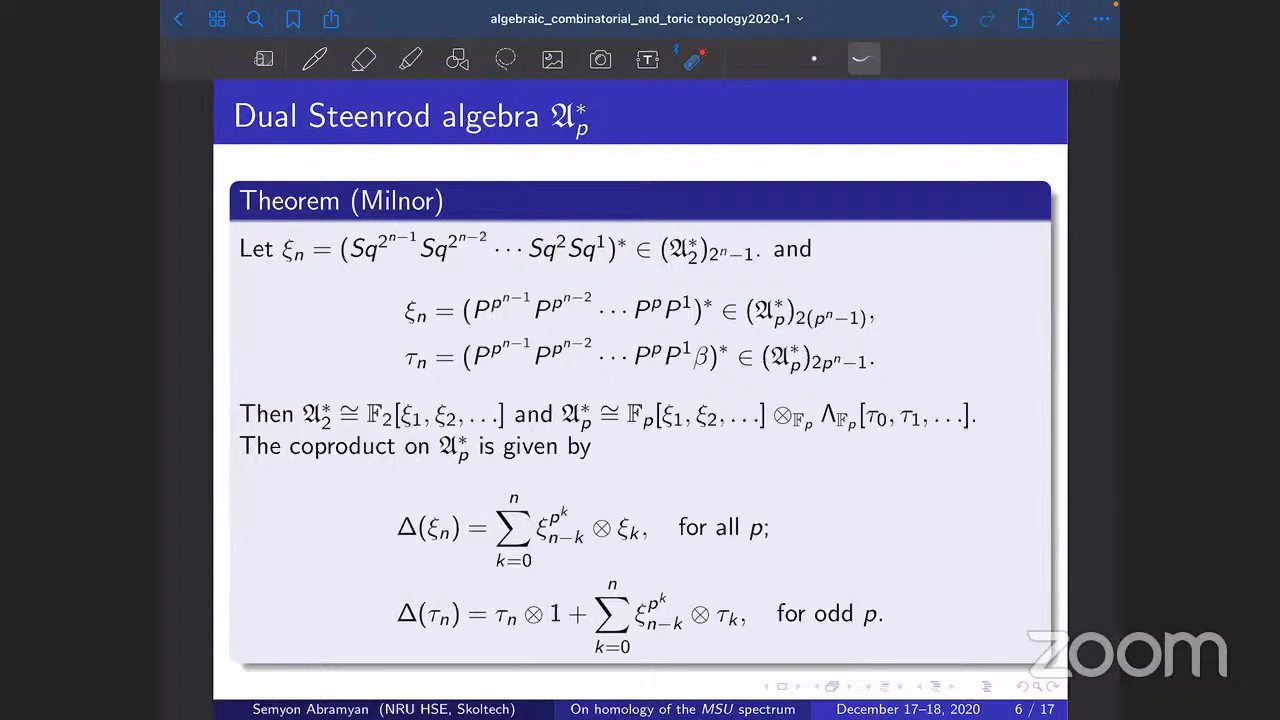 algebraic_combinatorial_and_toric topology2020-1
T
Dual Steenrod algebra 𝔄*_p
Theorem (Milnor)
Let ξ_n = (Sq^{2^{n−1}} Sq^{2^{n−2}} ⋯ Sq^2 Sq^1)^* ∈ (𝔄*_2)_{2^n−1}. and
ξ_n = (P^{p^{n−1}} P^{p^{n−2}} ⋯ P^p P^1)^* ∈ (𝔄*_p)_{2(p^n−1)},
τ_n = (P^{p^{n−1}} P^{p^{n−2}} ⋯ P^p P^1 β)^* ∈ (𝔄*_p)_{2p^n−1}.
Then 𝔄*_2 ≅ 𝔽_2[ξ_1, ξ_2, …] and 𝔄*_p ≅ 𝔽_p[ξ_1, ξ_2, …] ⊗_{𝔽_p} Λ_{𝔽_p}[τ_0, τ_1, …].
The coproduct on 𝔄*_p is given by
Δ(ξ_n) = ∑_{k=0}^{n} ξ_{n−k}^{p^k} ⊗ ξ_k, for all p;
Δ(τ_n) = τ_n ⊗ 1 + ∑_{k=0}^{n} ξ_{n−k}^{p^k} ⊗ τ_k, for odd p.
zoom
Semyon Abramyan (NRU HSE, Skoltech) On homology of the MSU spectrum December 17–18, 2020 6 / 17